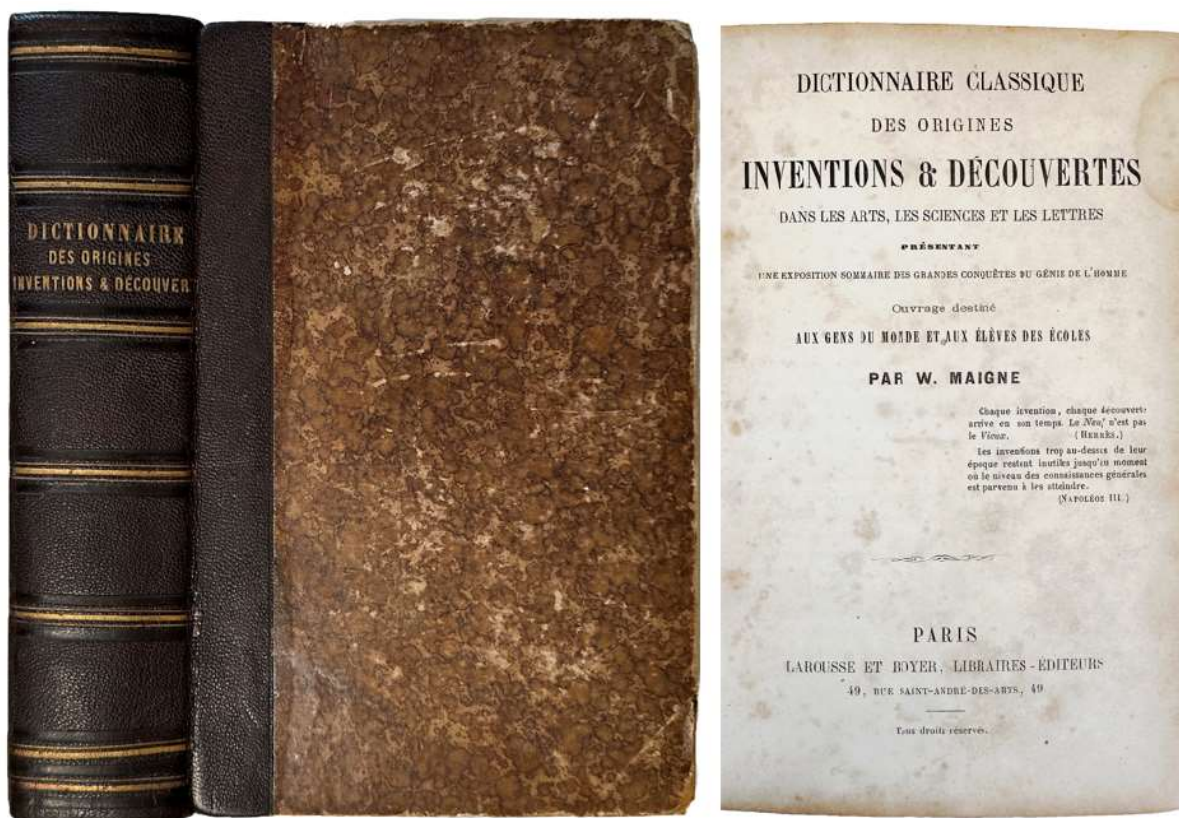 DICTIONNAIRE
DES ORIGINES
INVENTIONS & DÉCOUVER
DICTIONNAIRE CLASSIQUE
DES ORIGINES
INVENTIONS & DÉCOUVERTES
DANS LES ARTS, LES SCIENCES ET LES LETTRES
PRÉSENTANT
UNE EXPOSITION SOMMAIRE DES GRANDES CONQUÊTES DU GÉNIE DE L'HOMME
Ouvrage destiné
AUX GENS DU MONDE ET AUX ÉLÈVES DES ÉCOLES
PAR W. MAIGNE
Chaque invention, chaque découverte
arrive en son temps. Le Neuf n'est pas
le Vieux. (HERMÈS.)
Les inventions trop au-dessus de leur
époque restent inutiles jusqu'au moment
où le niveau des connaissances générales
est parvenu à les atteindre.
(NAPOLÉON III.)
PARIS
LAROUSSE ET BOYER, LIBRAIRES-ÉDITEURS
49, RUE SAINT-ANDRÉ-DES-ARTS, 49
Tous droits réservés.